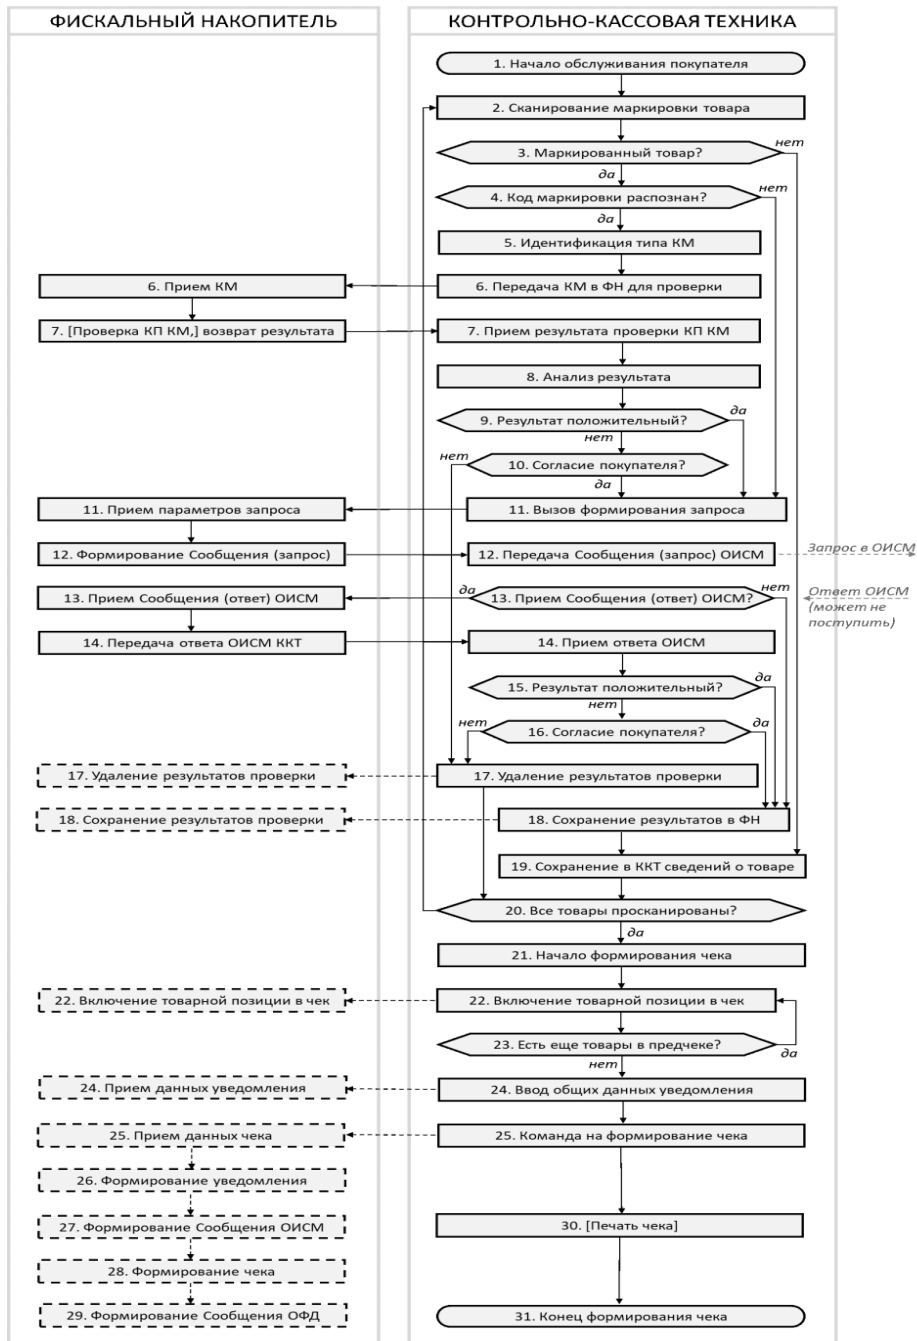 ФИСКАЛЬНЫЙ НАКОПИТЕЛЬ
КОНТРОЛЬНО-КАССОВАЯ ТЕХНИКА
1. Начало обслуживания покупателя
2. Сканирование маркировки товара
3. Маркированный товар?
нет
да
4. Код маркировки распознан?
нет
да
5. Идентификация типа КМ
6. Прием КМ
6. Передача КМ в ФН для проверки
7. [Проверка КП КМ,] возврат результата
7. Прием результата проверки КП КМ
8. Анализ результата
9. Результат положительный?
да
нет
10. Согласие покупателя?
нет
да
11. Прием параметров запроса
11. Вызов формирования запроса
12. Формирование Сообщения (запрос)
12. Передача Сообщения (запрос) ОИСМ
Запрос в ОИСМ
13. Прием Сообщения (ответ) ОИСМ
да
13. Прием Сообщения (ответ) ОИСМ?
нет
Ответ ОИСМ
(может не
поступить)
14. Передача ответа ОИСМ ККТ
14. Прием ответа ОИСМ
15. Результат положительный?
да
нет
16. Согласие покупателя?
нет
да
17. Удаление результатов проверки
17. Удаление результатов проверки
18. Сохранение результатов проверки
18. Сохранение результатов в ФН
19. Сохранение в ККТ сведений о товаре
20. Все товары просканированы?
да
21. Начало формирования чека
22. Включение товарной позиции в чек
22. Включение товарной позиции в чек
23. Есть еще товары в предчеке?
да
нет
24. Прием данных уведомления
24. Ввод общих данных уведомления
25. Прием данных чека
25. Команда на формирование чека
26. Формирование уведомления
27. Формирование Сообщения ОИСМ
30. [Печать чека]
28. Формирование чека
29. Формирование Сообщения ОФД
31. Конец формирования чека